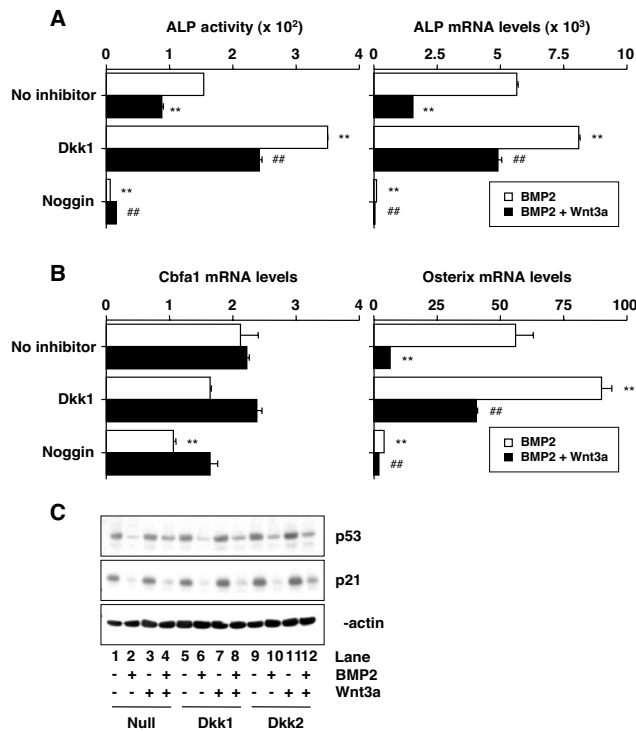 A
ALP activity (x 10²)
ALP mRNA levels (x 10³)
0 1 2 3 4
0 2.5 5 7.5 10
No inhibitor
**
**
Dkk1
**
##
**
##
Noggin
**
##
**
##
BMP2
BMP2 + Wnt3a
B
Cbfa1 mRNA levels
Osterix mRNA levels
0 1 2 3 4
0 25 50 75 100
No inhibitor
**
Dkk1
**
##
Noggin
**
**
##
BMP2
BMP2 + Wnt3a
C
p53
p21
-actin
1 2 3 4 5 6 7 8 9 10 11 12 Lane
- + - + - + - + - + - + BMP2
- - + + - - + + - - + + Wnt3a
Null Dkk1 Dkk2